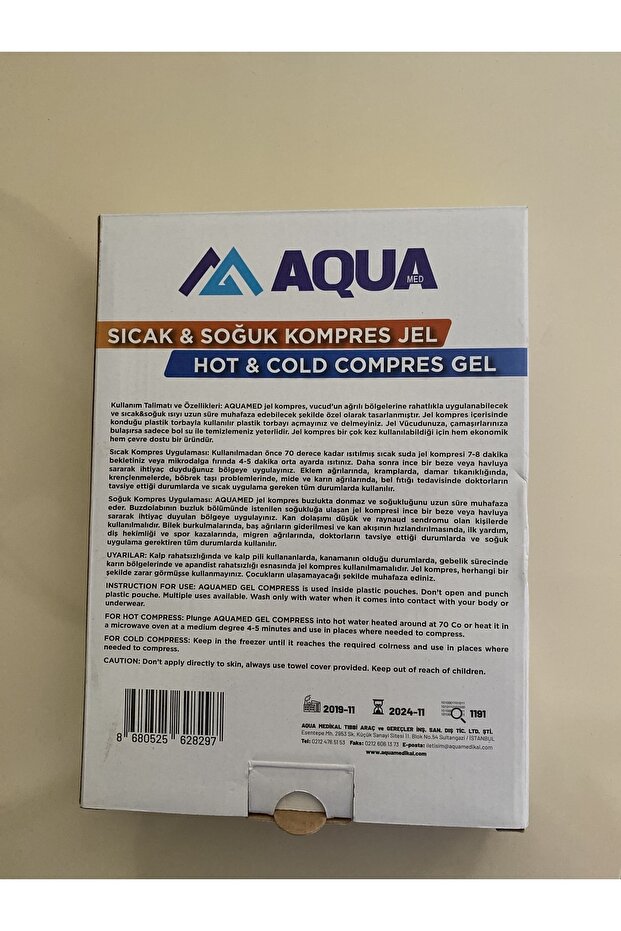 AQUA
MED
SICAK & SOĞUK KOMPRES JEL
HOT & COLD COMPRES GEL
Kullanım Talimatı ve Özellikleri: AQUAMED jel kompres, vucud'un ağrılı bölgelerine rahatlıkla uygulanabilecek
ve sıcak&soğuk ısıyı uzun süre muhafaza edebilecek şekilde özel olarak tasarlanmıştır. Jel kompres içerisinde
konduğu plastik torbayla kullanılır plastik torbayı açmayınız ve delmeyiniz. Jel Vücudunuza, çamaşırlarınıza
bulaşırsa sadece bol su ile temizlemeniz yeterlidir. Jel kompres bir çok kez kullanılabildiği için hem ekonomik
hem çevre dostu bir üründür.
Sıcak Kompres Uygulaması: Kullanılmadan önce 70 derece kadar ısıtılmış sıcak suda jel kompresi 7-8 dakika
bekletiniz veya mikrodalga fırında 4-5 dakika orta ayarda ısıtınız. Daha sonra ince bir beze veya havluya
sararak ihtiyaç duyduğunuz bölgeye uygulayınız. Eklem ağrılarında, kramplarda, damar tıkanıklığında,
krençlenmelerde, böbrek taşı problemlerinde, mide ve karın ağrılarında, bel fıtığı tedavisinde doktorların
tavsiye ettiği durumlarda ve sıcak uygulama gereken tüm durumlarda kullanılır.
Soğuk Kompres Uygulaması: AQUAMED jel kompres buzlukta donmaz ve soğukluğunu uzun süre muhafaza
eder. Buzdolabının buzluk bölümünde istenilen soğukluğa ulaşan jel kompresi ince bir beze veya havluya
sararak ihtiyaç duyulan bölgeye uygulayınız. Kan dolaşımı düşük ve raynaud sendromu olan kişilerde
kullanılmalıdır. Bilek burkulmalarında, baş ağrıların giderilmesi ve kan akışının hızlandırılmasında, ilk yardım,
diş hekimliği ve spor kazalarında, migren ağrılarında, doktorların tavsiye ettiği durumlarda ve soğuk
uygulama gerektiren tüm durumlarda kullanılır.
UYARILAR: Kalp rahatsızlığında ve kalp pili kullananlarda, kanamanın olduğu durumlarda, gebelik sürecinde
karın bölgelerinde ve apandist rahatsızlığı esnasında jel kompres kullanılmamalıdır. Jel kompres, herhangi bir
şekilde zarar görmüşse kullanmayınız. Çocukların ulaşamayacağı şekilde muhafaza ediniz.
INSTRUCTION FOR USE: AQUAMED GEL COMPRESS is used inside plastic pouches. Don't open and punch
plastic pouche. Multiple uses available. Wash only with water when it comes into contact with your body or
underwear.
FOR HOT COMPRESS: Plunge AQUAMED GEL COMPRESS into hot water heated around at 70 Co or heat it in
a microwave oven at a medium degree 4-5 minutes and use in places where needed to compress.
FOR COLD COMPRESS: Keep in the freezer until it reaches the required colness and use in places where
needed to compress.
CAUTION: Don't apply directly to skin, always use towel cover provided. Keep out of reach of children.
2019-11 2024-11 1191
AQUA MEDİKAL TIBBİ ARAÇ ve GEREÇLER İNŞ. SAN. DIŞ TİC. LTD. ŞTİ.
Esentepe Mh. 2953 Sk. Küçük Sanayi Sitesi 11. Blok No.54 Sultangazi / İSTANBUL
Tel: 0212 476 51 53 Faks: 0212 608 13 73 E-posta: iletisim@aquamedikal.com
www.aquamedikal.com
8 680525 628297